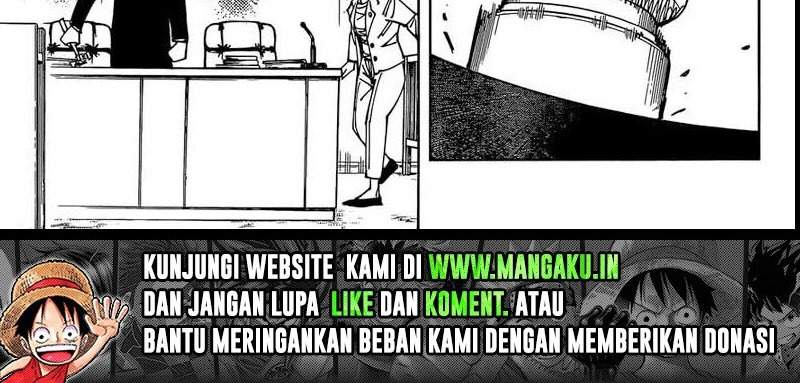 KUNJUNGI WEBSITE KAMI DI WWW.MANGAKU.IN
DAN JANGAN LUPA LIKE DAN KOMENT. ATAU
BANTU MERINGANKAN BEBAN KAMI DENGAN MEMBERIKAN DONASI